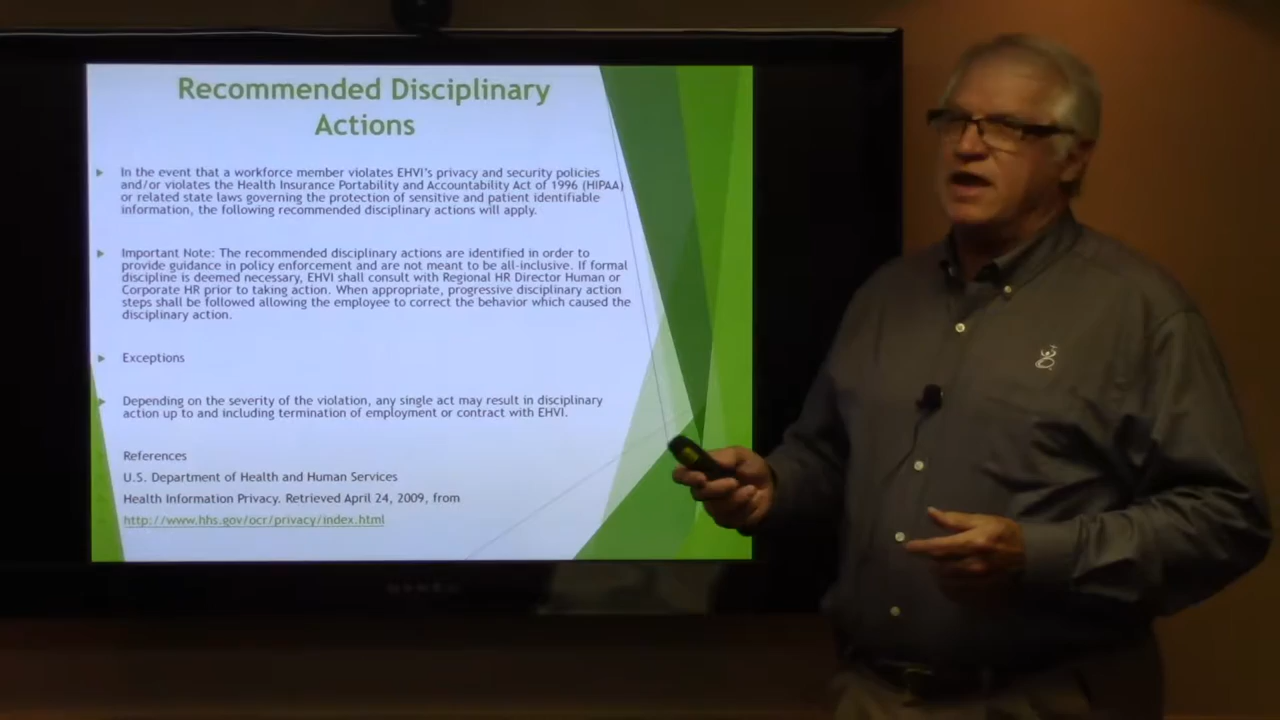 Recommended Disciplinary
Actions
In the event that a workforce member violates EHVI's privacy and security policies
and/or violates the Health Insurance Portability and Accountability Act of 1996 (HIPAA)
or related state laws governing the protection of sensitive and patient identifiable
information, the following recommended disciplinary actions will apply.
Important Note: The recommended disciplinary actions are identified in order to
provide guidance in policy enforcement and are not meant to be all-inclusive. If formal
discipline is deemed necessary, EHVI shall consult with Regional HR Director Human or
Corporate HR prior to taking action. When appropriate, progressive disciplinary action
steps shall be followed allowing the employee to correct the behavior which caused the
disciplinary action.
Exceptions
Depending on the severity of the violation, any single act may result in disciplinary
action up to and including termination of employment or contract with EHVI.
References
U.S. Department of Health and Human Services
Health Information Privacy. Retrieved April 24, 2009, from
http://www.hhs.gov/ocr/privacy/index.html